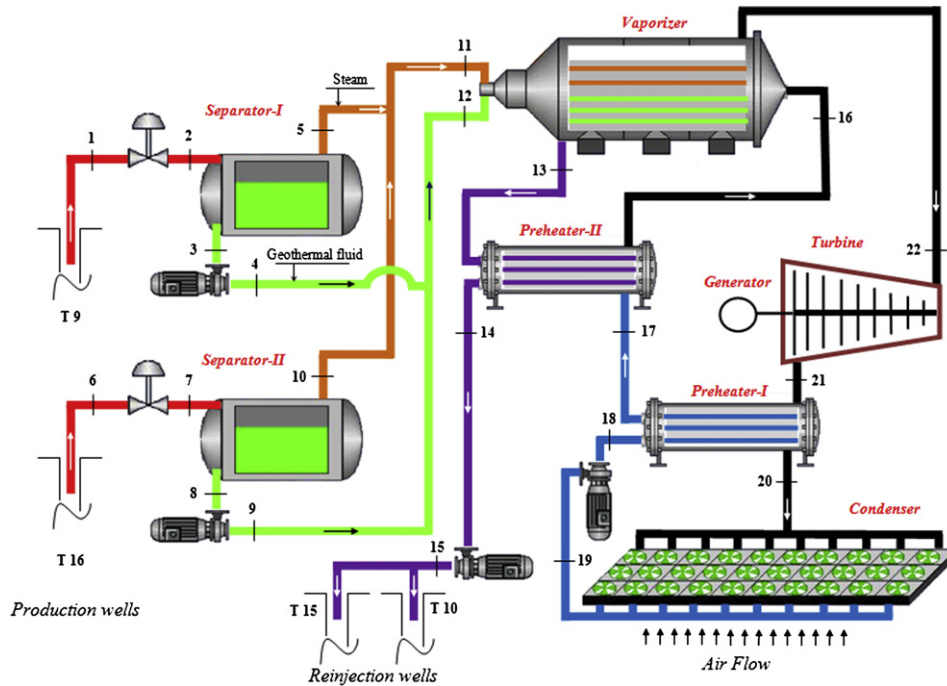 Vaporizer
11
Steam
Separator-I
12
5
1
2
16
13
3
Geothermal fluid
Preheater-II
Turbine
4
22
Generator
T 9
14
17
Separator-II
10
21
6
7
Preheater-I
18
8
20
9
Condenser
T 16
15
19
T 15
T 10
Production wells
Reinjection wells
Air Flow